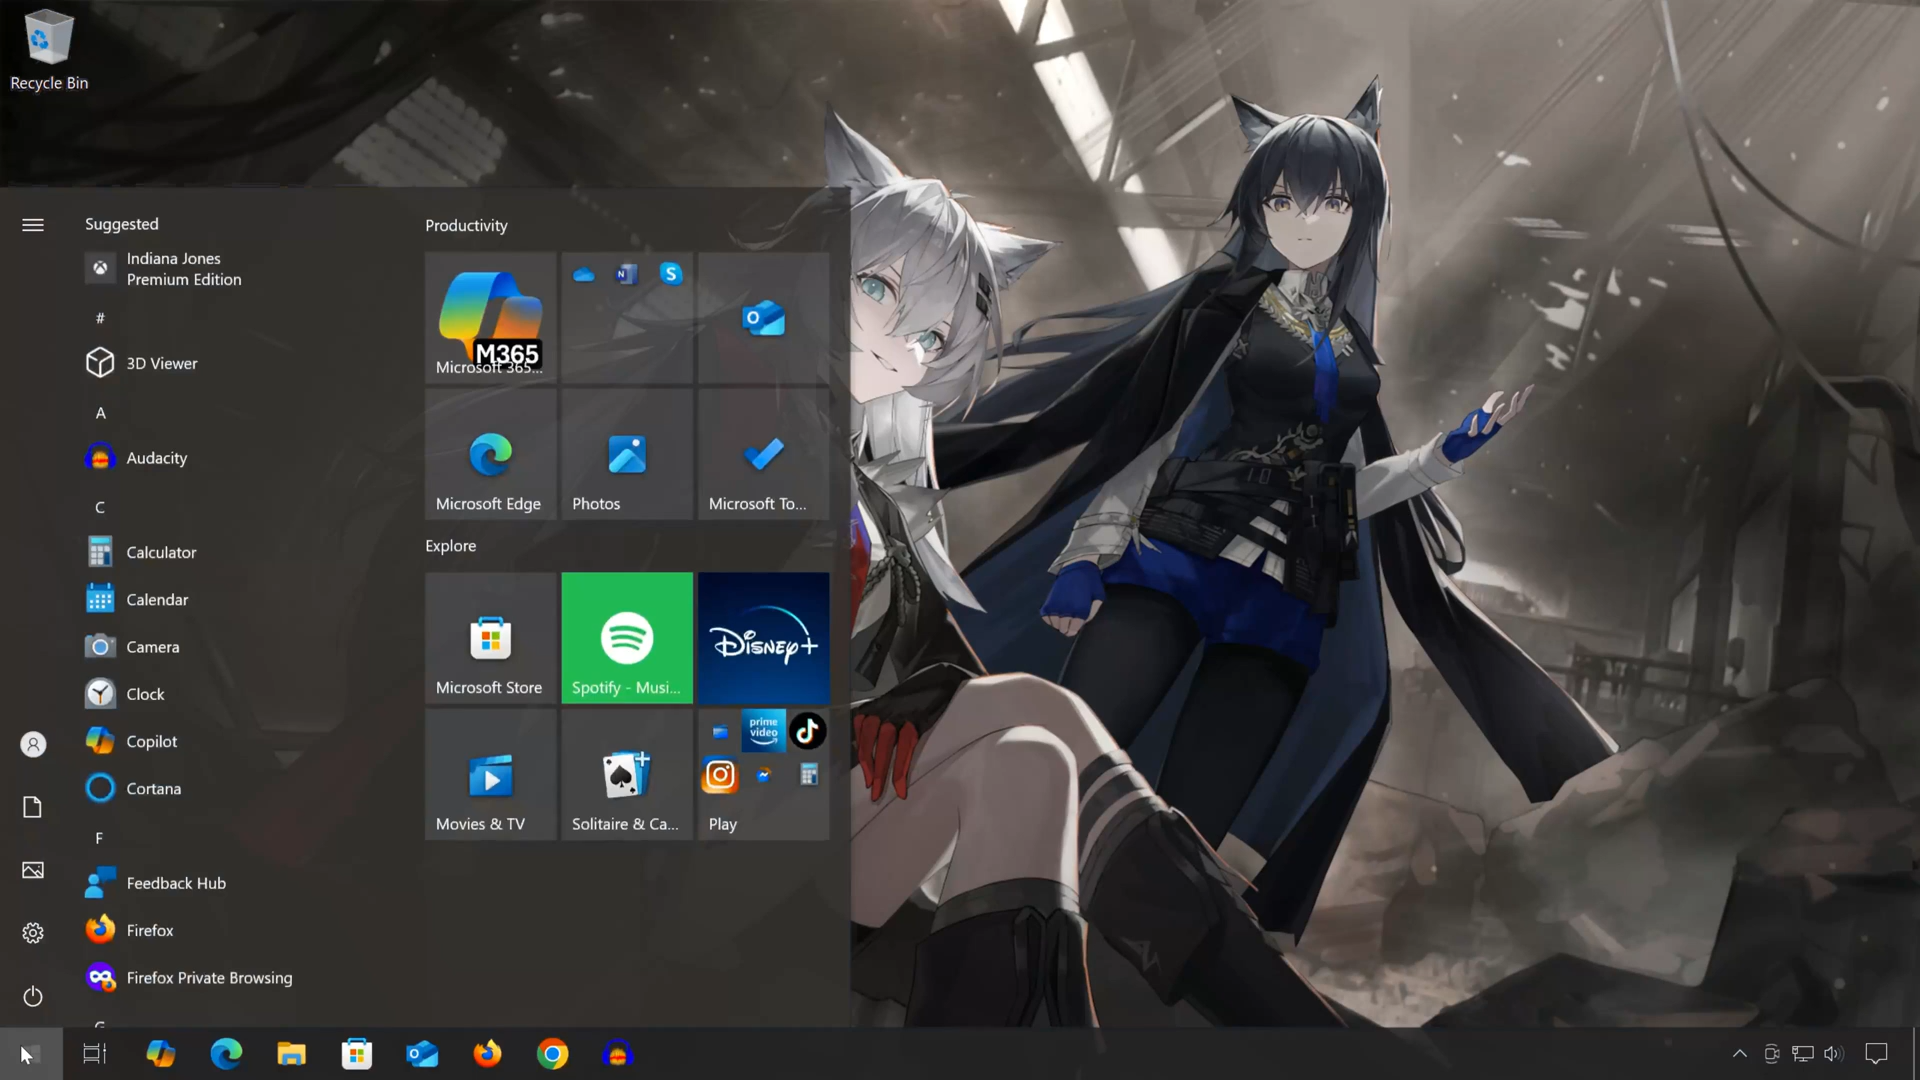 Recycle Bin
Suggested
Indiana Jones
Premium Edition
#
3D Viewer
A
Audacity
C
Calculator
Calendar
Camera
Clock
Copilot
Cortana
F
Feedback Hub
Firefox
Firefox Private Browsing
G
Productivity
M365
Microsoft 365...
N
S
O
Microsoft Edge
Photos
Microsoft To...
Explore
Microsoft Store
Spotify - Musi...
Disney+
Movies & TV
Solitaire & Ca...
prime
video
Play